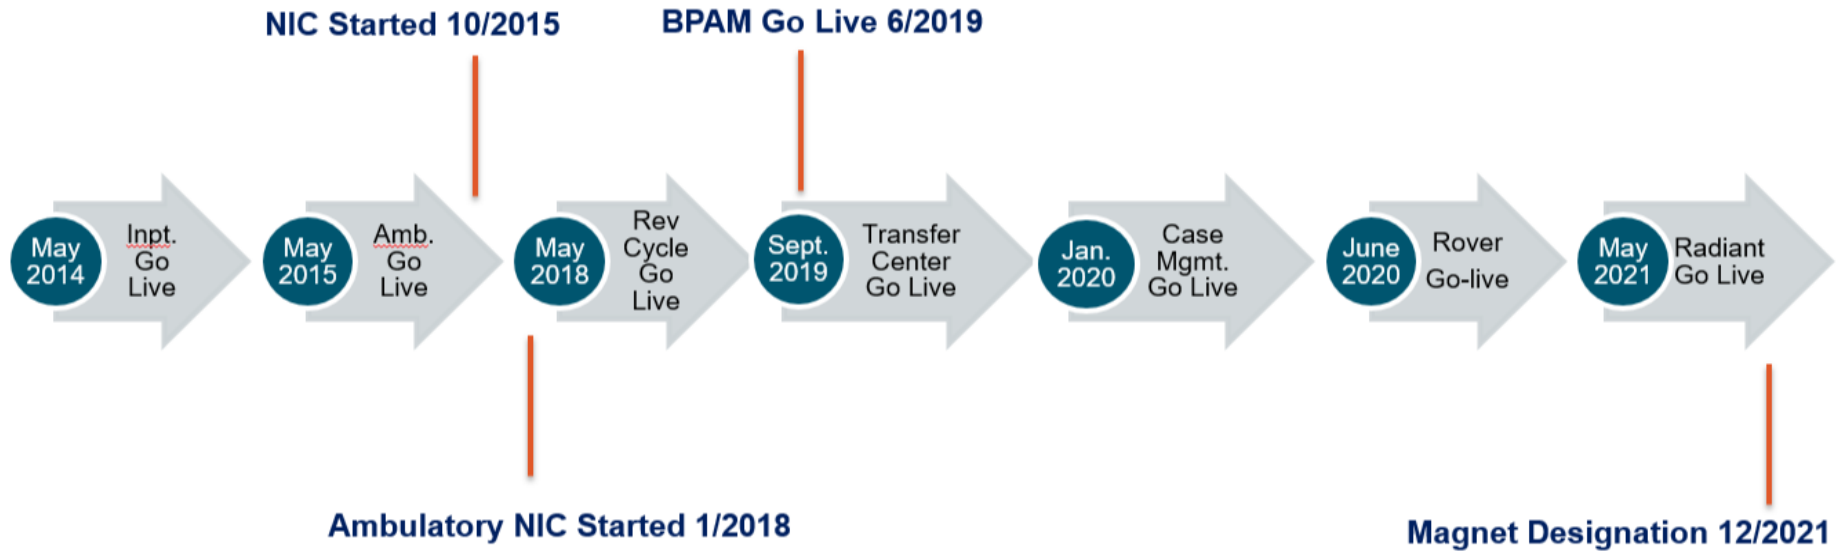 NIC Started 10/2015
BPAM Go Live 6/2019
May
2014
Inpt.
Go
Live
May
2015
Amb.
Go
Live
May
2018
Rev
Cycle
Go
Live
Sept.
2019
Transfer
Center
Go Live
Jan.
2020
Case
Mgmt.
Go Live
June
2020
Rover
Go-live
May
2021
Radiant
Go Live
Ambulatory NIC Started 1/2018
Magnet Designation 12/2021